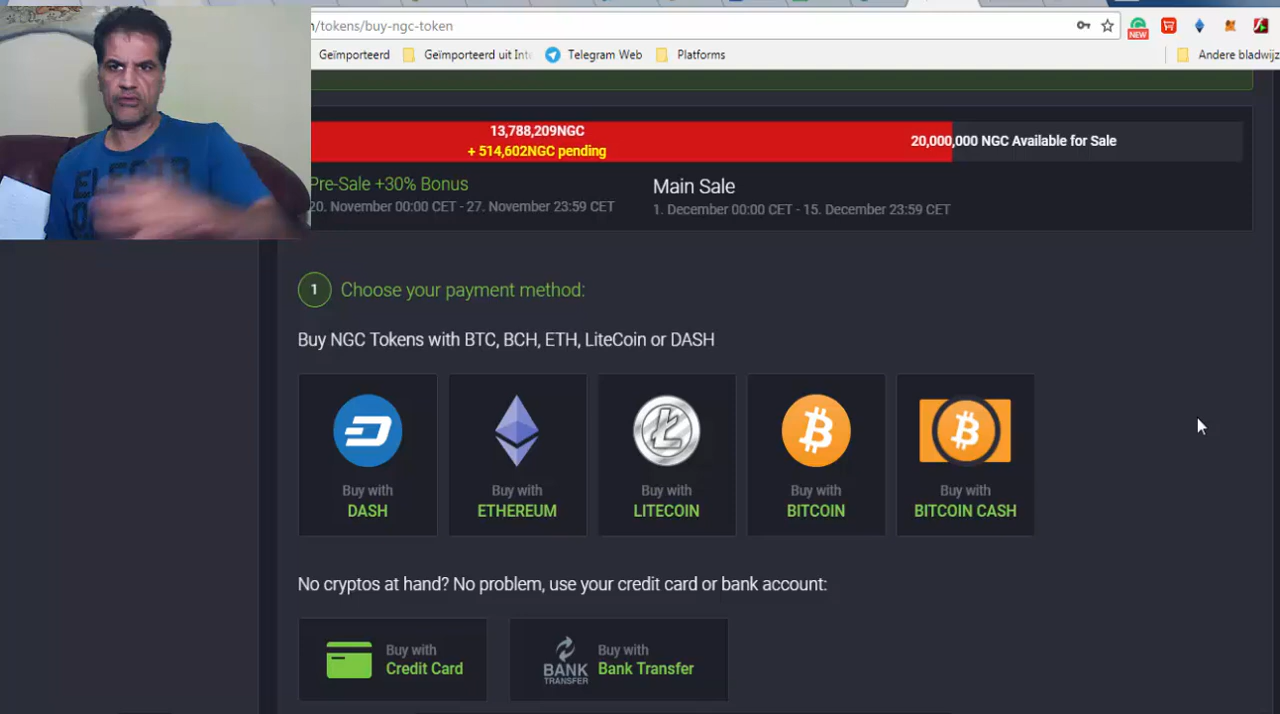 n/tokens/buy-ngc-token
NEW
Geïmporteerd
Geïmporteerd uit Inte
Telegram Web
Platforms
Andere bladwijz
13,788,209NGC
+ 514,602NGC pending
20,000,000 NGC Available for Sale
Pre-Sale +30% Bonus
20. November 00:00 CET - 27. November 23:59 CET
Main Sale
1. December 00:00 CET - 15. December 23:59 CET
1 Choose your payment method:
Buy NGC Tokens with BTC, BCH, ETH, LiteCoin or DASH
Buy with
DASH
Buy with
ETHEREUM
Buy with
LITECOIN
Buy with
BITCOIN
Buy with
BITCOIN CASH
No cryptos at hand? No problem, use your credit card or bank account:
Buy with
Credit Card
BANK
TRANSFER
Buy with
Bank Transfer